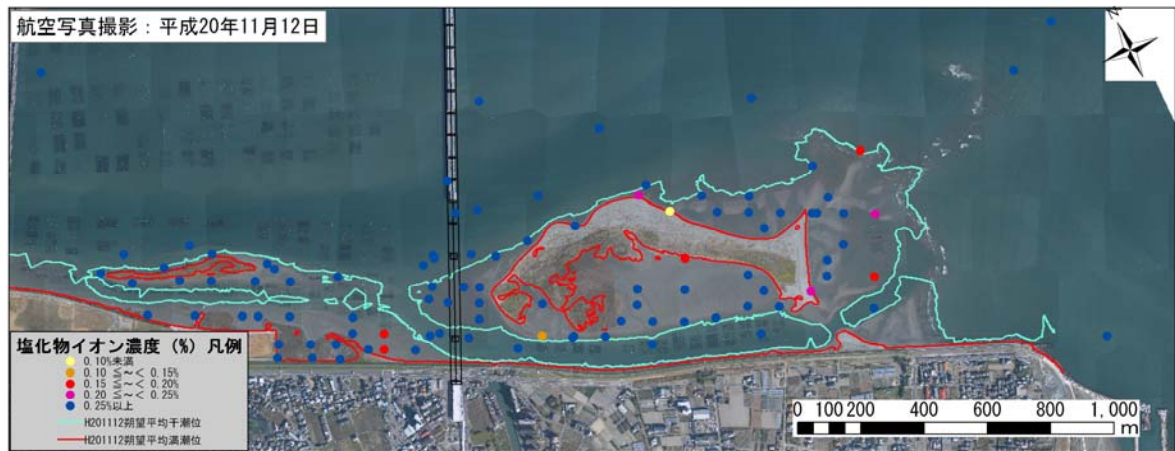 航空写真撮影：平成20年11月12日
N
塩化物イオン濃度（%）凡例
0.10%未満
0.10 ≦～< 0.15%
0.15 ≦～< 0.20%
0.20 ≦～< 0.25%
0.25%以上
H201112朔望平均干潮位
H201112朔望平均満潮位
0 100 200 400 600 800 1,000
m